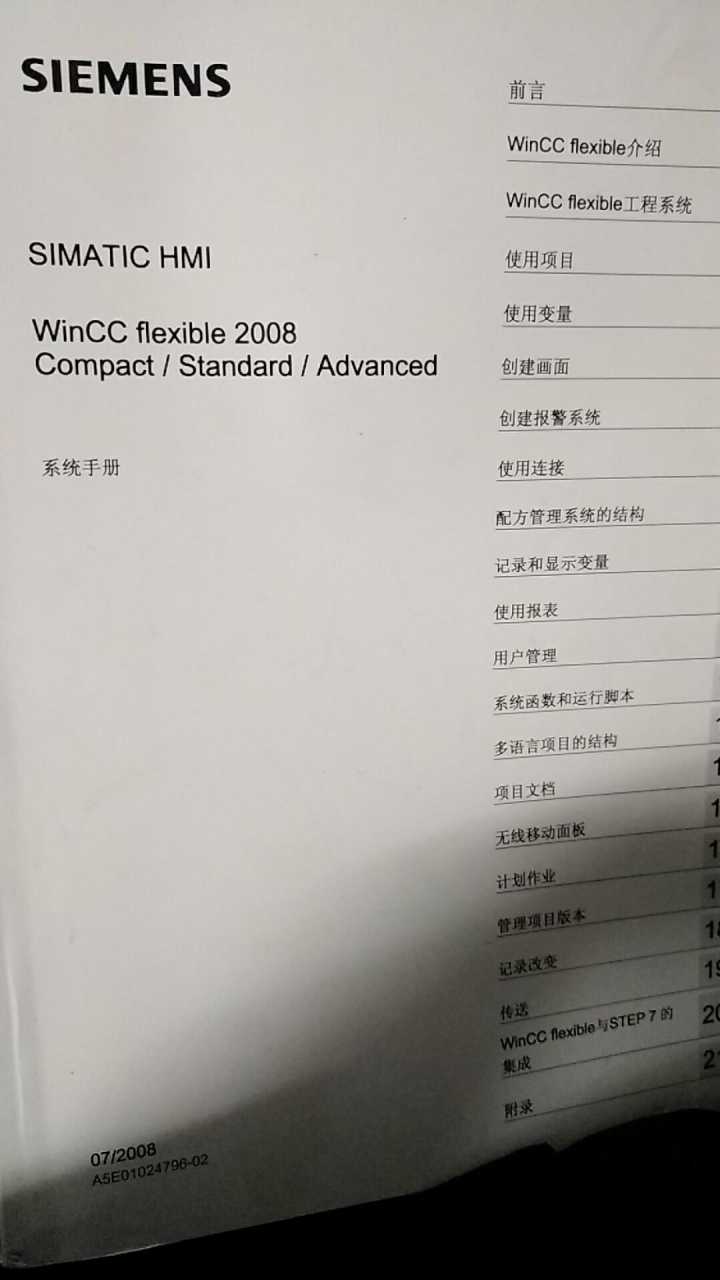 SIEMENS
SIMATIC HMI
WinCC flexible 2008
Compact / Standard / Advanced
系统手册
07/2008
A5E01024796-02
前言
WinCC flexible介绍
WinCC flexible工程系统
使用项目
使用变量
创建画面
创建报警系统
使用连接
配方管理系统的结构
记录和显示变量
使用报表
用户管理
系统函数和运行脚本
多语言项目的结构
项目文档
无线移动面板
计划作业
管理项目版本
记录改变
传送
WinCC flexible与STEP 7 的
集成
附录